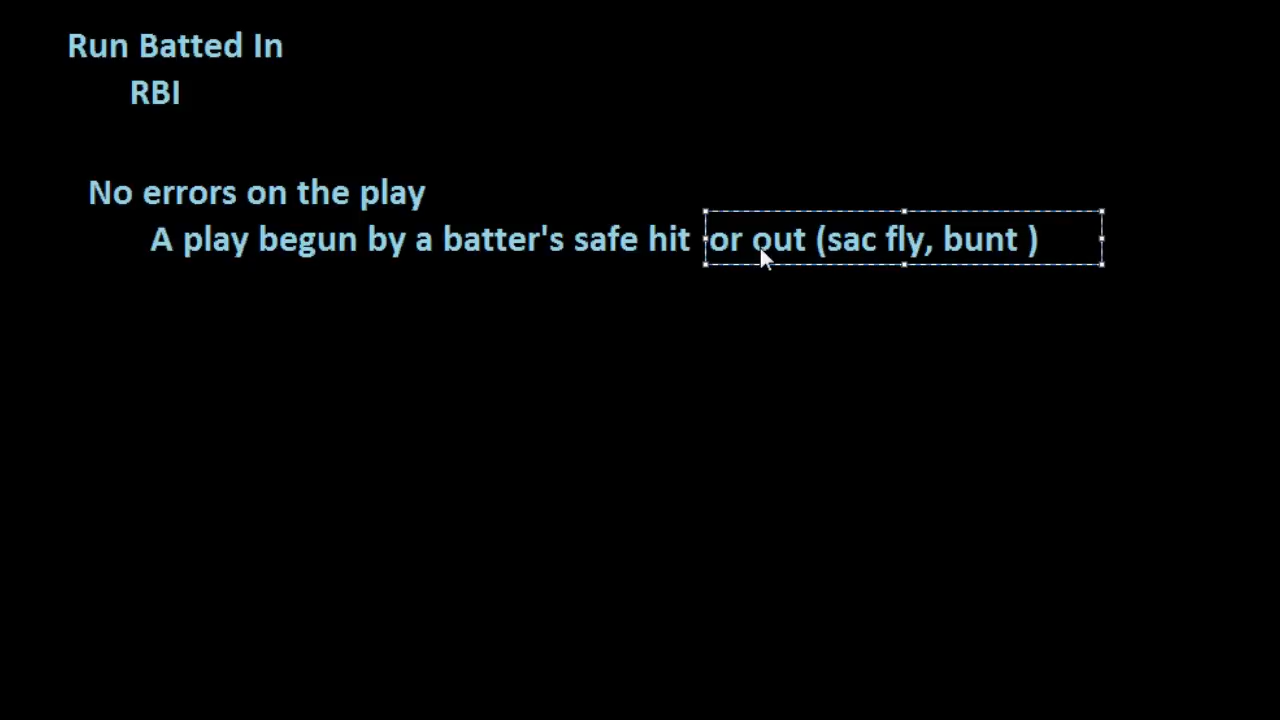 Run Batted In
RBI
No errors on the play
A play begun by a batter's safe hit or out (sac fly, bunt )